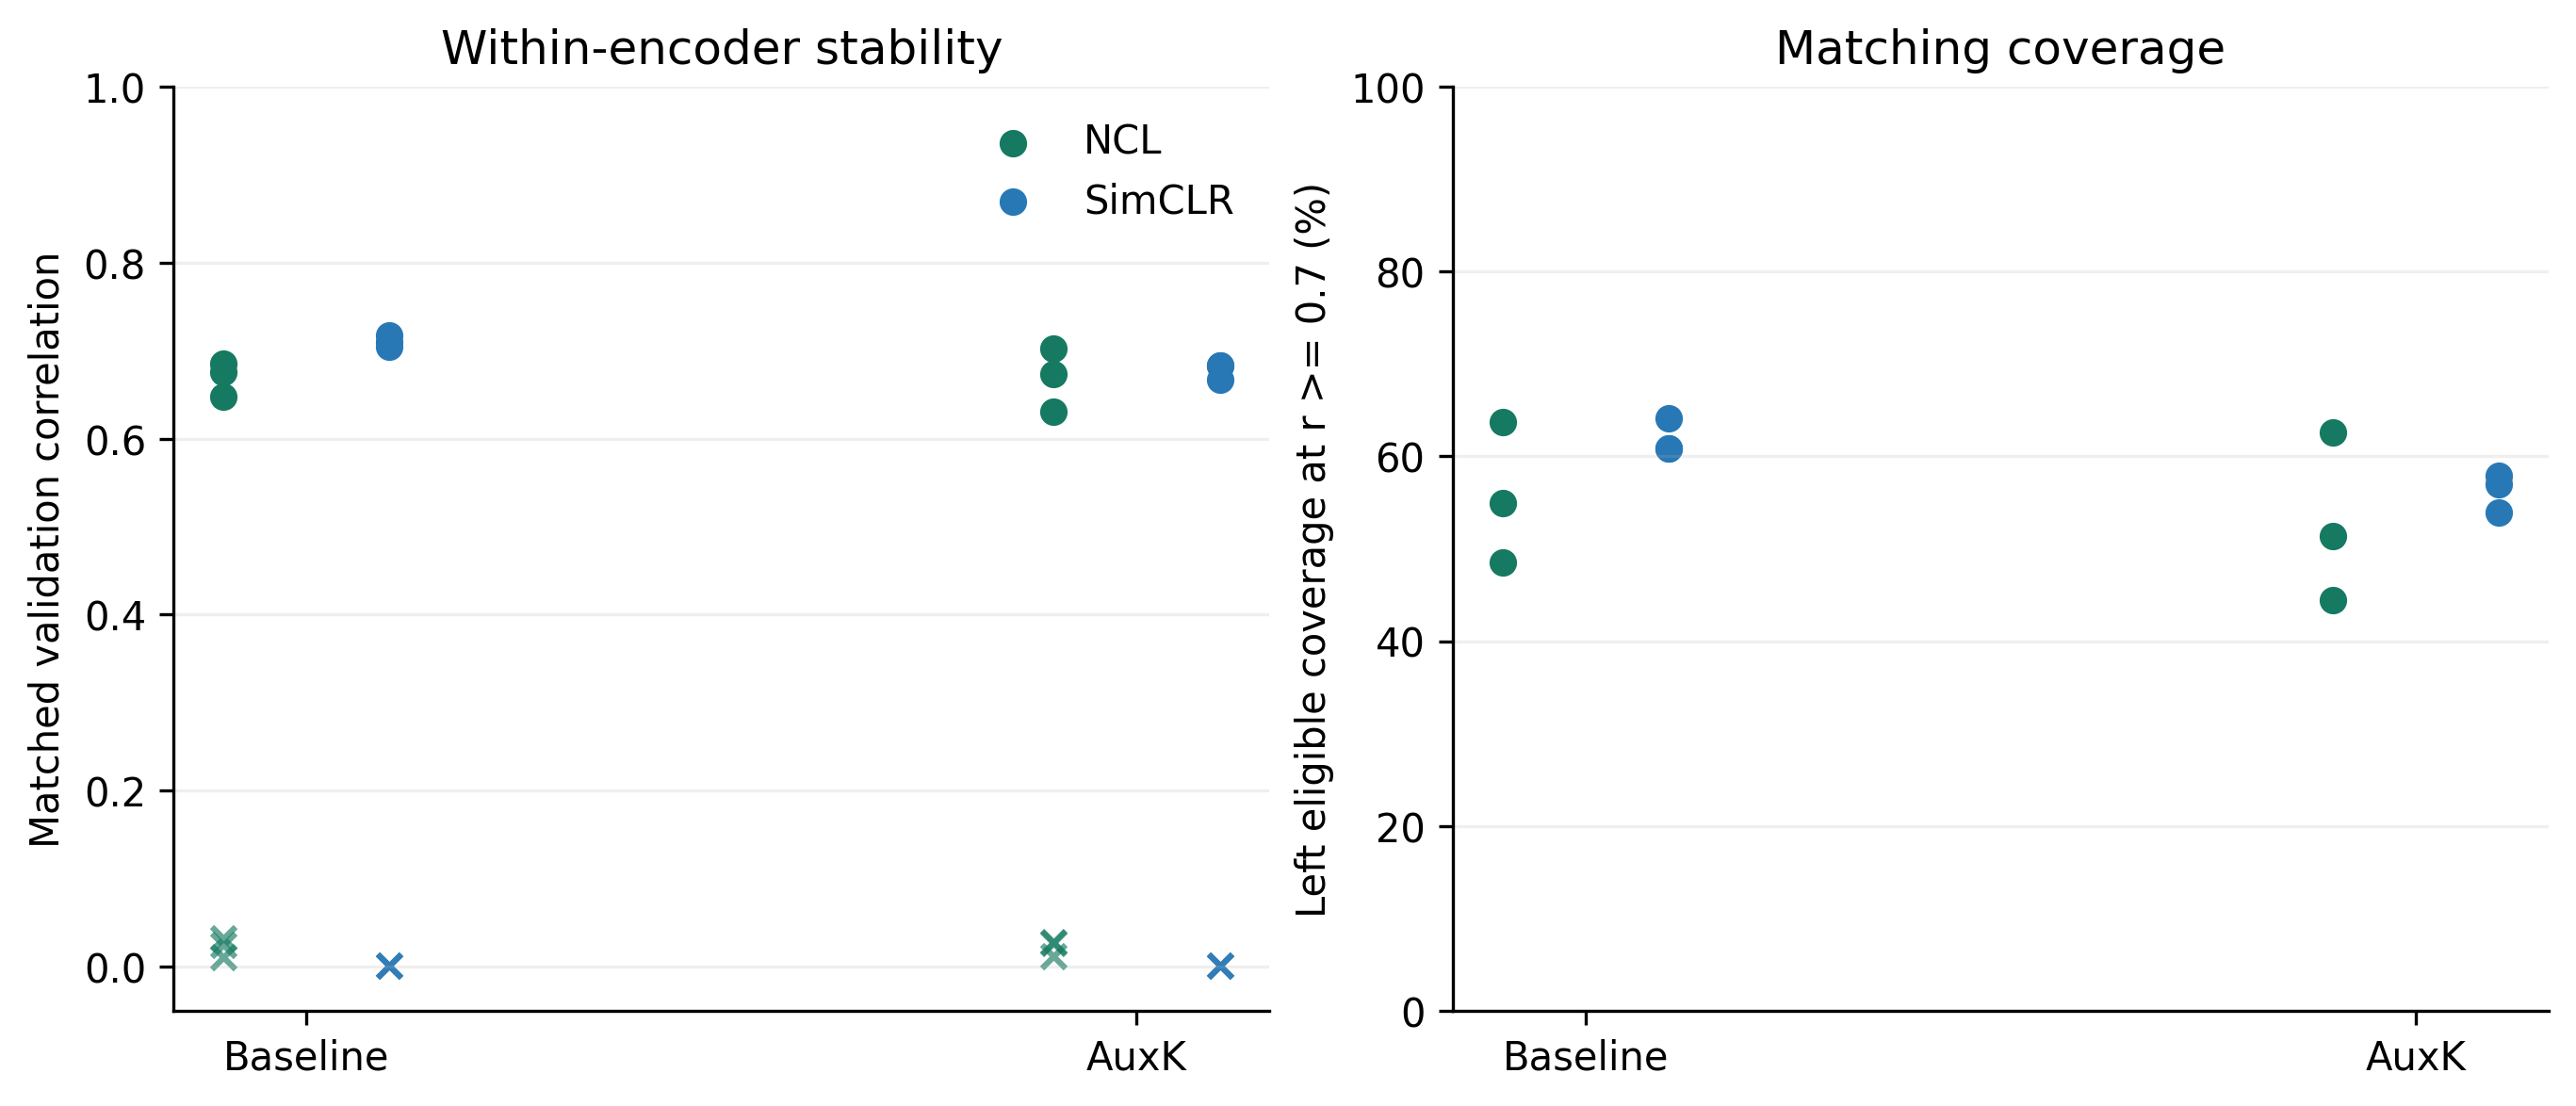 Within-encoder stability
Matched validation correlation
1.0
0.8
0.6
0.4
0.2
0.0
NCL
SimCLR
Baseline
AuxK
Matching coverage
Left eligible coverage at r >= 0.7 (%)
100
80
60
40
20
0
Baseline
AuxK